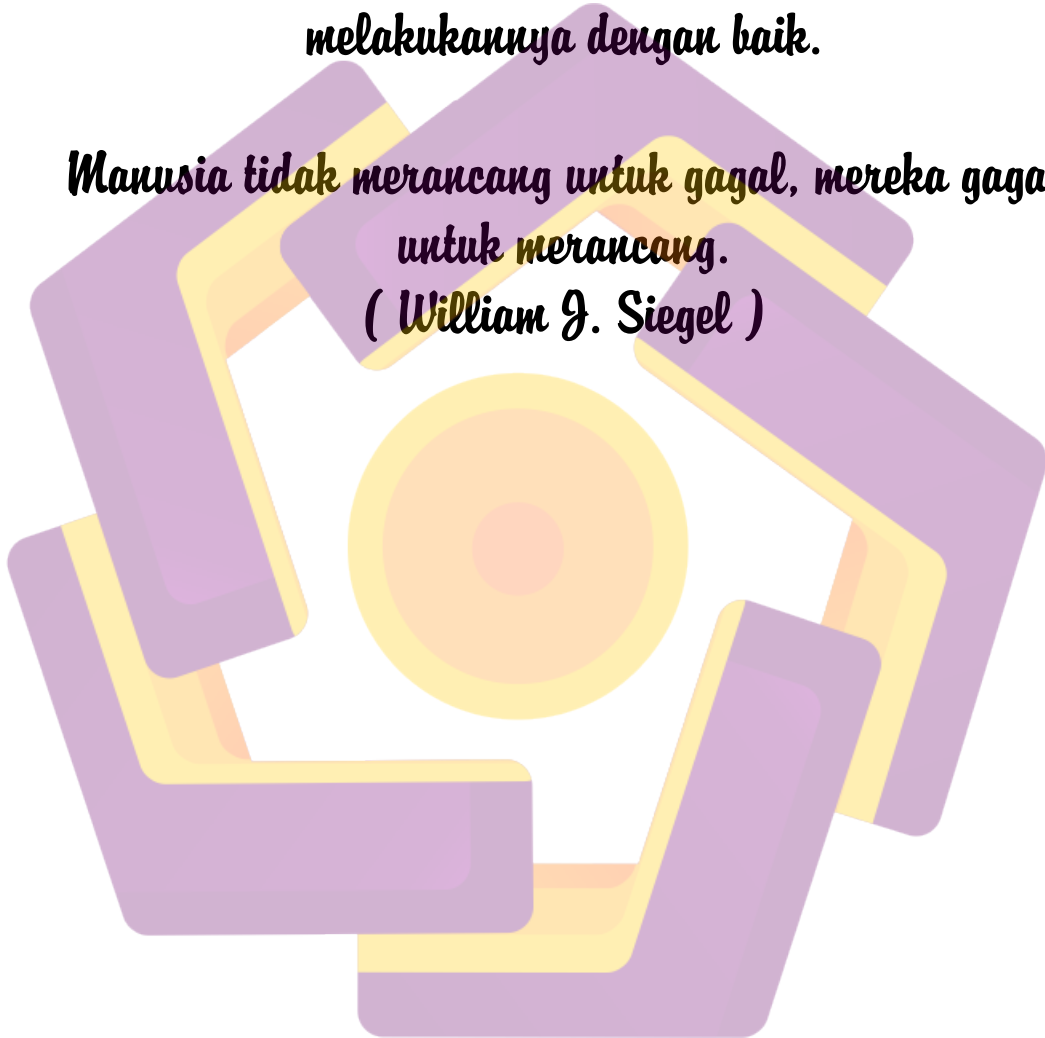 melakukannya dengan baik.
Manusia tidak merancang untuk gagal, mereka gaga
untuk merancang.
( William J. Siegel )